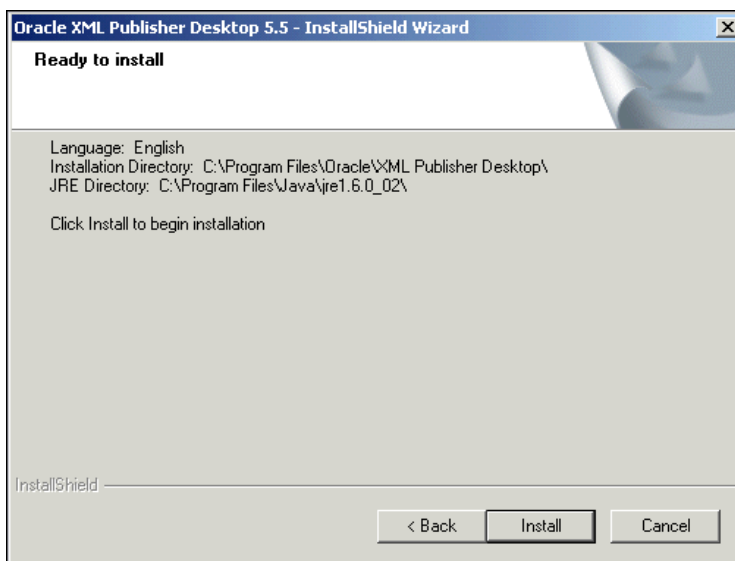 Oracle XML Publisher Desktop 5.5 - InstallShield Wizard
Ready to install
Language: English
Installation Directory: C:\Program Files\Oracle\XML Publisher Desktop\
JRE Directory: C:\Program Files\Java\jre1.6.0_02\
Click Install to begin installation
InstallShield
< Back Install Cancel